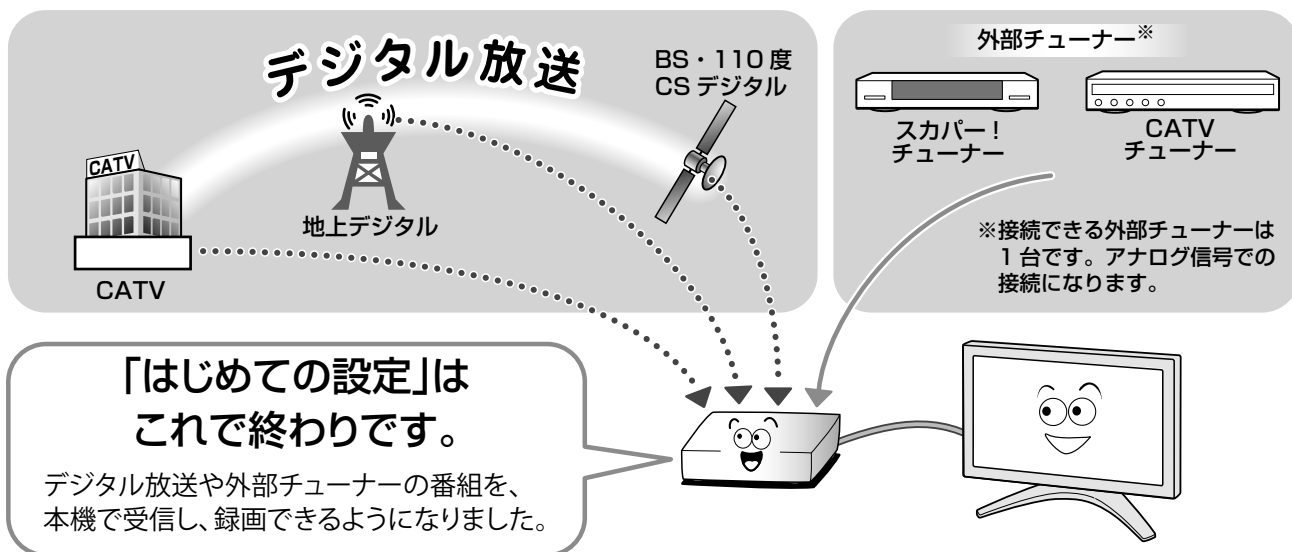 デジタル放送
BS・110度
CSデジタル
CATV
地上デジタル
CATV
外部チューナー※
スカパー！
チューナー
CATV
チューナー
※接続できる外部チューナーは
1台です。アナログ信号での
接続になります。
「はじめての設定」は
これで終わりです。
デジタル放送や外部チューナーの番組を、
本機で受信し、録画できるようになりました。